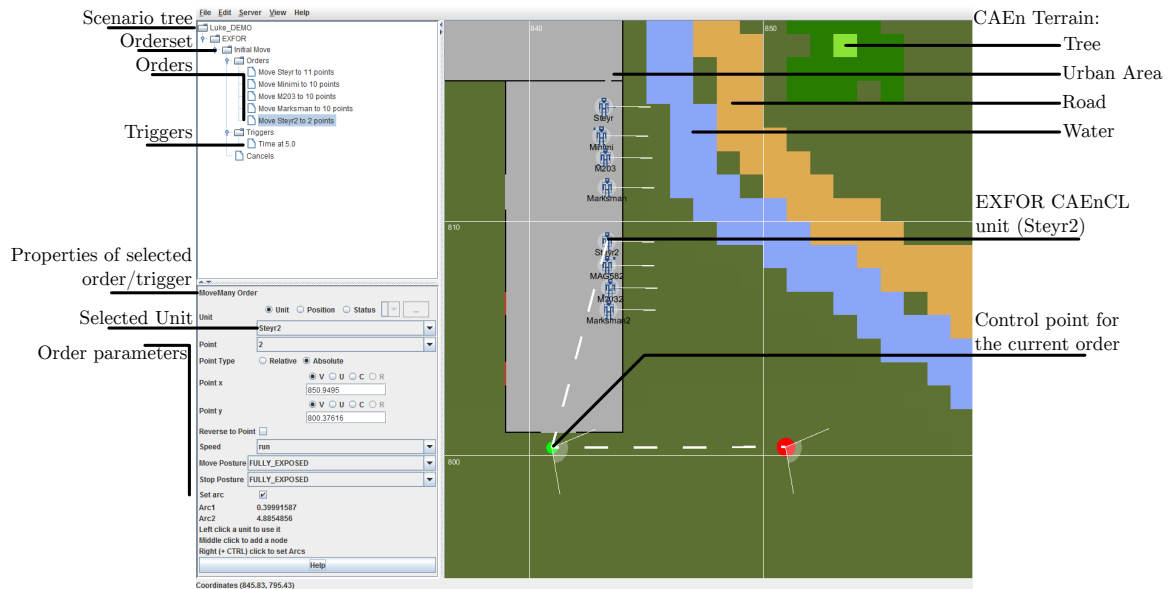 Scenario tree
Orderset
Orders
Triggers
Properties of selected
order/trigger
Selected Unit
Order parameters
File Edit Server View Help
Luke_DEMO
EXFOR
Initial Move
Orders
Move Steyr to 11 points
Move Minimi to 10 points
Move M203 to 10 points
Move Marksman to 10 points
Move Steyr2 to 2 points
Triggers
Time at 5.0
Cancels
MoveMany Order
Unit
Unit Position Status ...
Steyr2
Point 2
Point Type Relative Absolute
Point x
V U C R
850.9495
Point y
V U C R
800.37616
Reverse to Point
Speed run
Move Posture FULLY_EXPOSED
Stop Posture FULLY_EXPOSED
Set arc
Arc1 0.39991587
Arc2 4.8854856
Left click a unit to use it
Middle click to add a node
Right (+ CTRL) click to set Arcs
Help
Coordinates (845.83, 795.43)
840
850
810
800
Steyr
Minimi
M203
Marksman
Steyr2
MAG582
M2032
Marksman2
CAEn Terrain:
Tree
Urban Area
Road
Water
EXFOR CAEnCL
unit (Steyr2)
Control point for
the current order